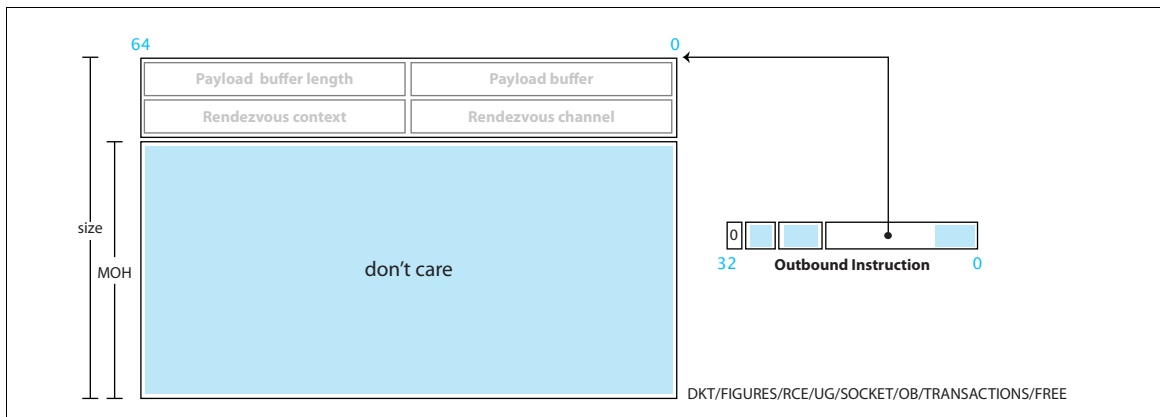 64
0
Payload buffer length
Payload buffer
Rendezvous context
Rendezvous channel
size
MOH
don't care
0
32
Outbound Instruction
0
DKT/FIGURES/RCE/UG/SOCKET/OB/TRANSACTIONS/FREE